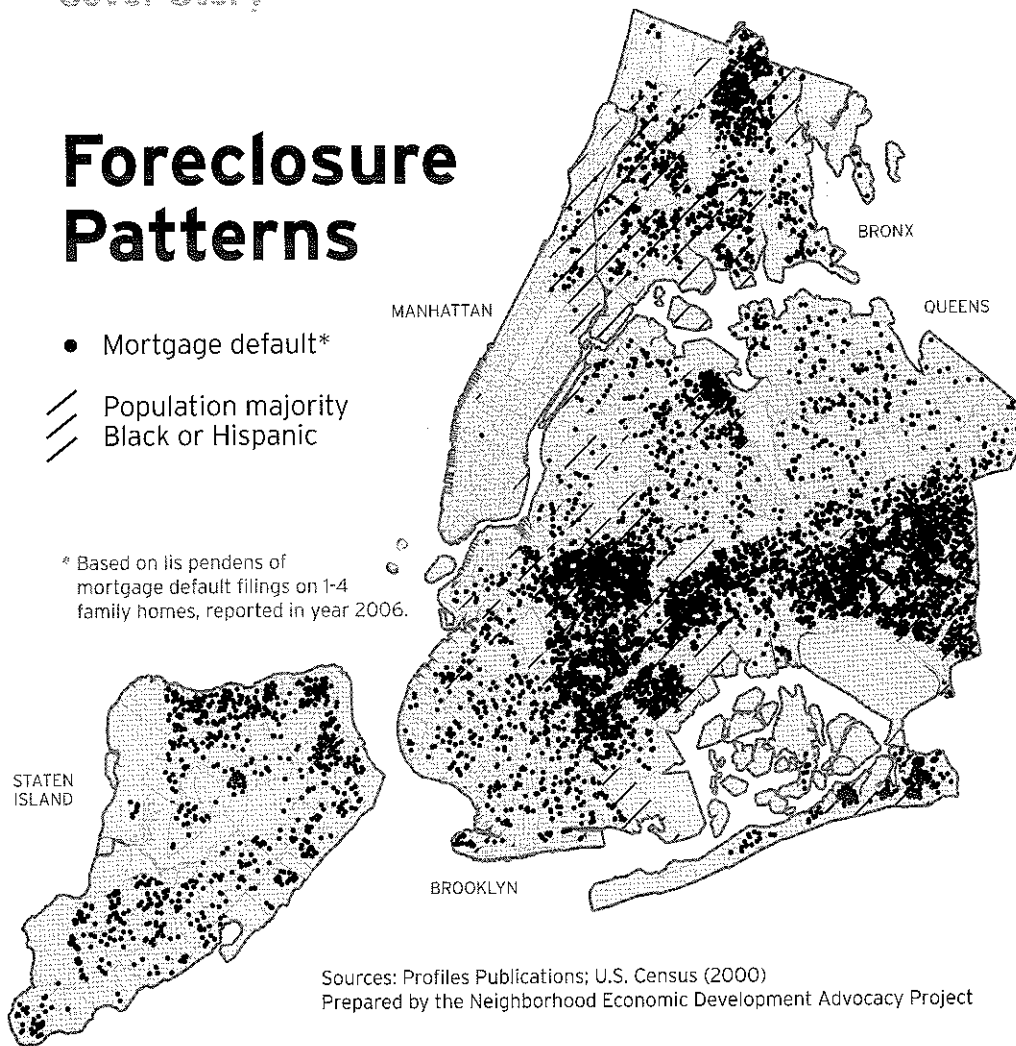 Cover Story
Foreclosure
Patterns
Mortgage default*
Population majority
Black or Hispanic
* Based on lis pendens of
mortgage default filings on 1-4
family homes, reported in year 2006.
MANHATTAN
BRONX
QUEENS
STATEN
ISLAND
BROOKLYN
Sources: Profiles Publications; U.S. Census (2000)
Prepared by the Neighborhood Economic Development Advocacy Project